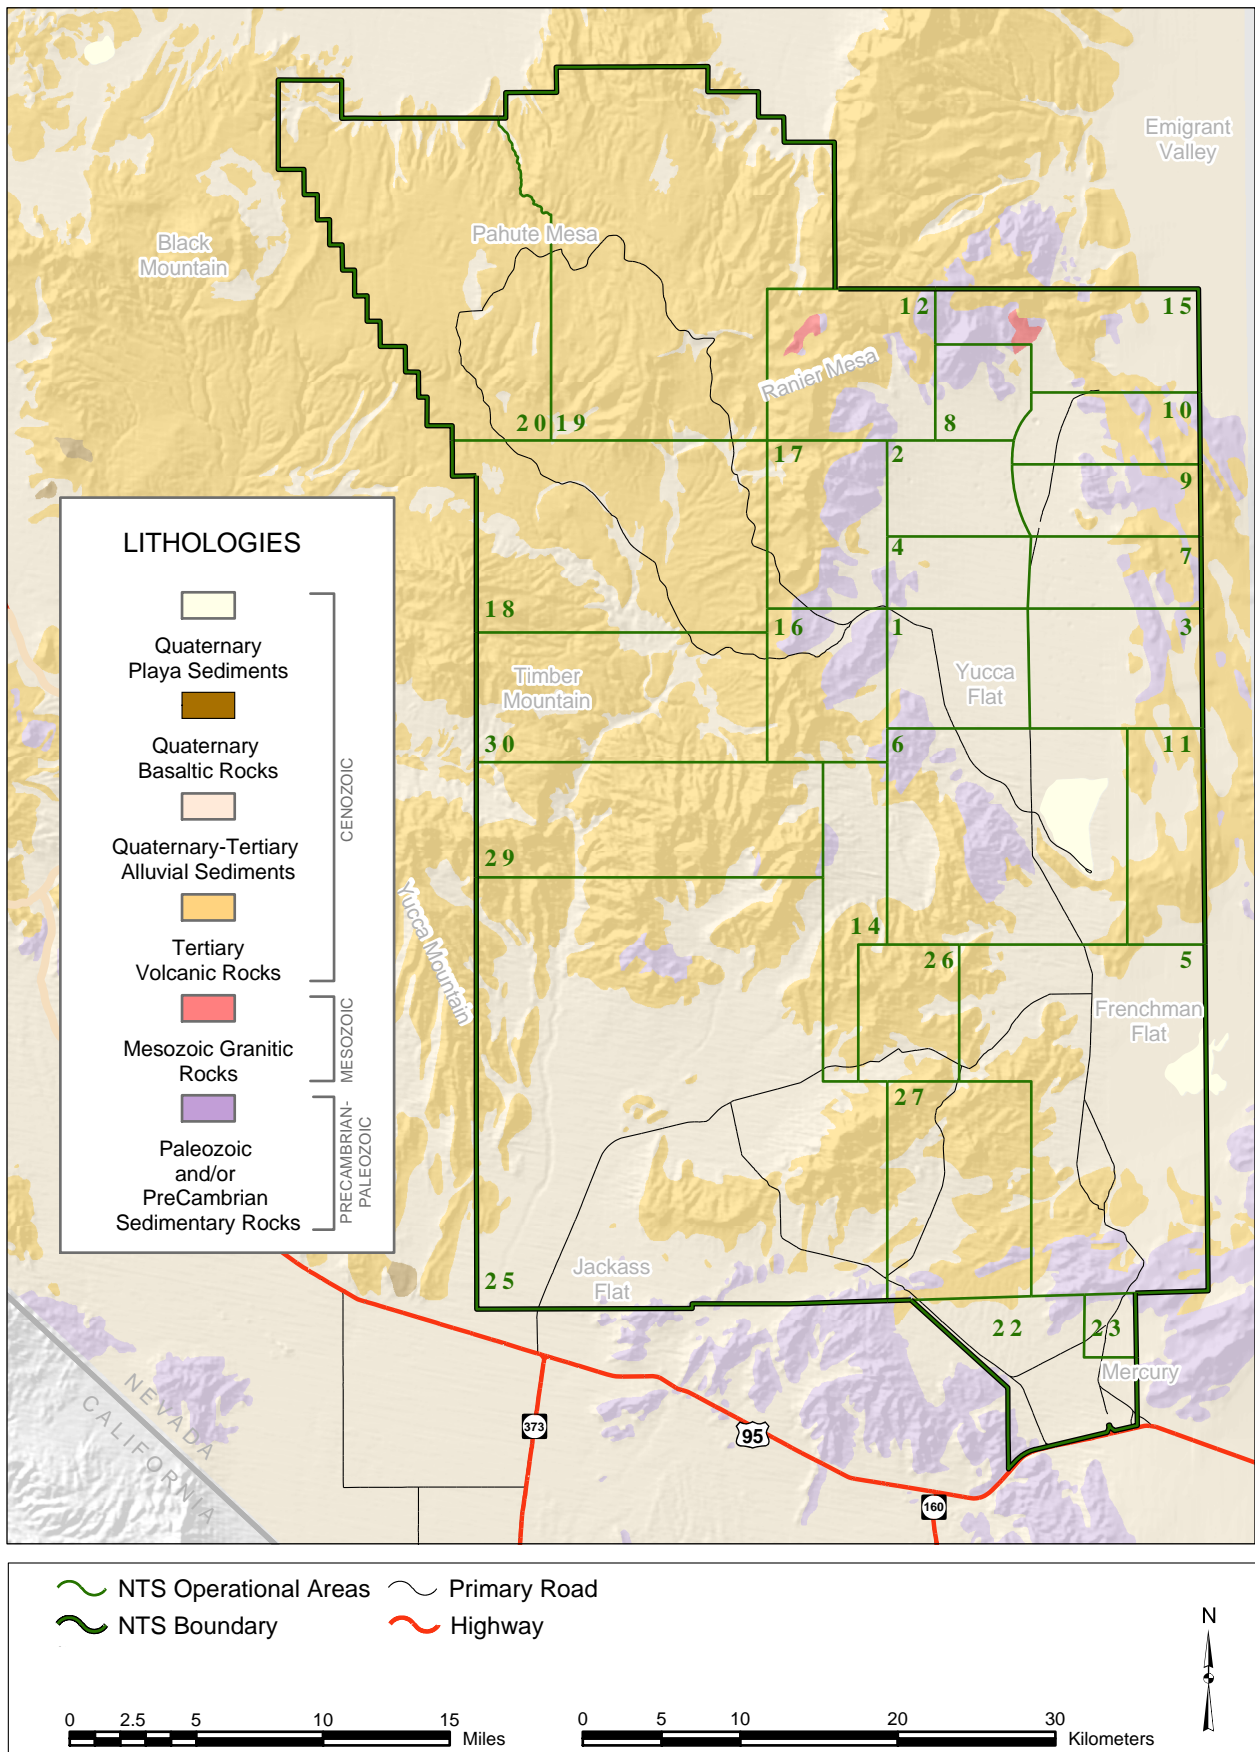 Emigrant
Valley
Black
Mountain
Pahute Mesa
12
15
Ranier Mesa
20
19
8
10
17
2
9
4
7
18
16
1
3
Timber
Mountain
Yucca
Flat
30
6
11
29
Yucca Mountain
14
26
5
Frenchman
Flat
27
25
Jackass
Flat
22
23
Mercury
NEVADA
CALIFORNIA
373
95
160
LITHOLOGIES
Quaternary
Playa Sediments
Quaternary
Basaltic Rocks
Quaternary-Tertiary
Alluvial Sediments
Tertiary
Volcanic Rocks
CENOZOIC
Mesozoic Granitic
Rocks
MESOZOIC
Paleozoic
and/or
PreCambrian
Sedimentary Rocks
PRECAMBRIAN-
PALEOZOIC
NTS Operational Areas
Primary Road
NTS Boundary
Highway
N
0 2.5 5 10 15
Miles
0 5 10 20 30
Kilometers